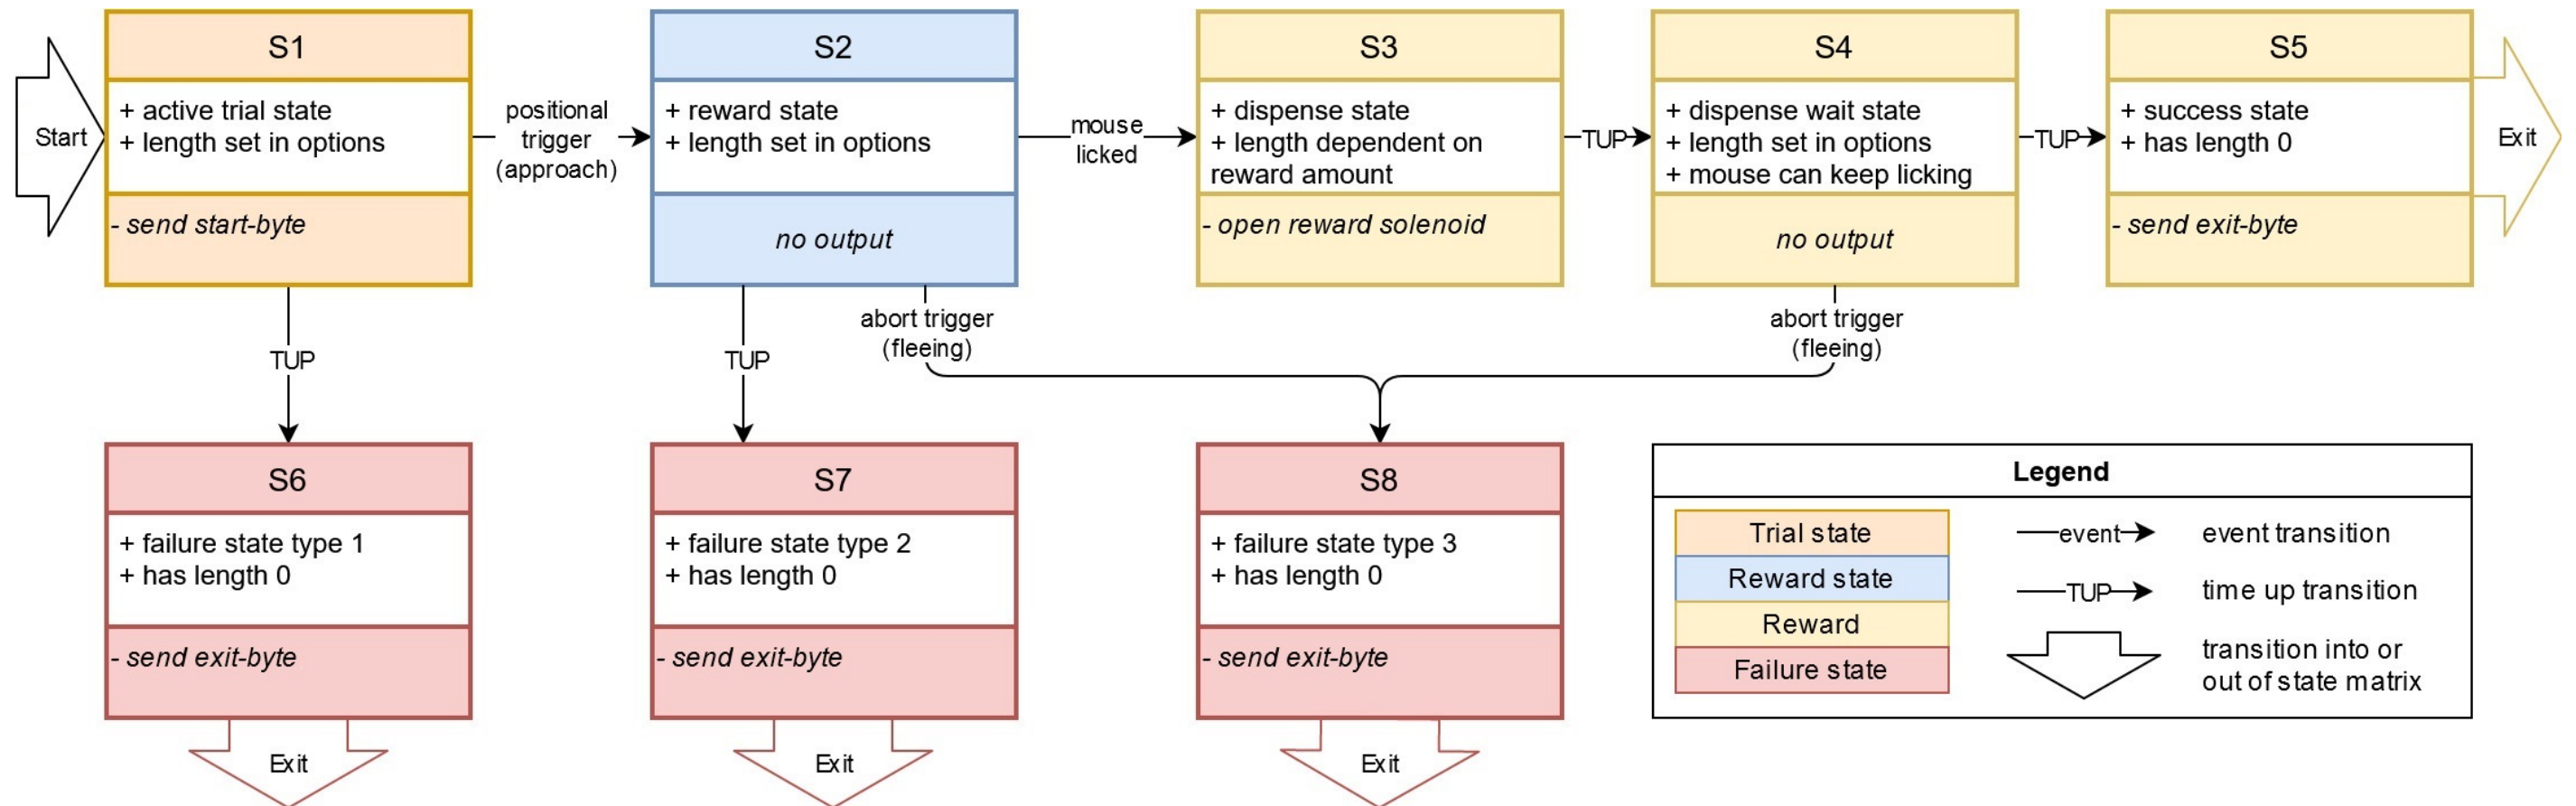 Start
S1
+ active trial state
+ length set in options
- send start-byte
positional
trigger
(approach)
S2
+ reward state
+ length set in options
no output
mouse
licked
S3
+ dispense state
+ length dependent on
reward amount
- open reward solenoid
TUP
S4
+ dispense wait state
+ length set in options
+ mouse can keep licking
no output
TUP
S5
+ success state
+ has length 0
- send exit-byte
Exit
TUP
TUP
abort trigger
(fleeing)
abort trigger
(fleeing)
S6
+ failure state type 1
+ has length 0
- send exit-byte
Exit
S7
+ failure state type 2
+ has length 0
- send exit-byte
Exit
S8
+ failure state type 3
+ has length 0
- send exit-byte
Exit
Legend
Trial state
Reward state
Reward
Failure state
event
event transition
TUP
time up transition
transition into or
out of state matrix